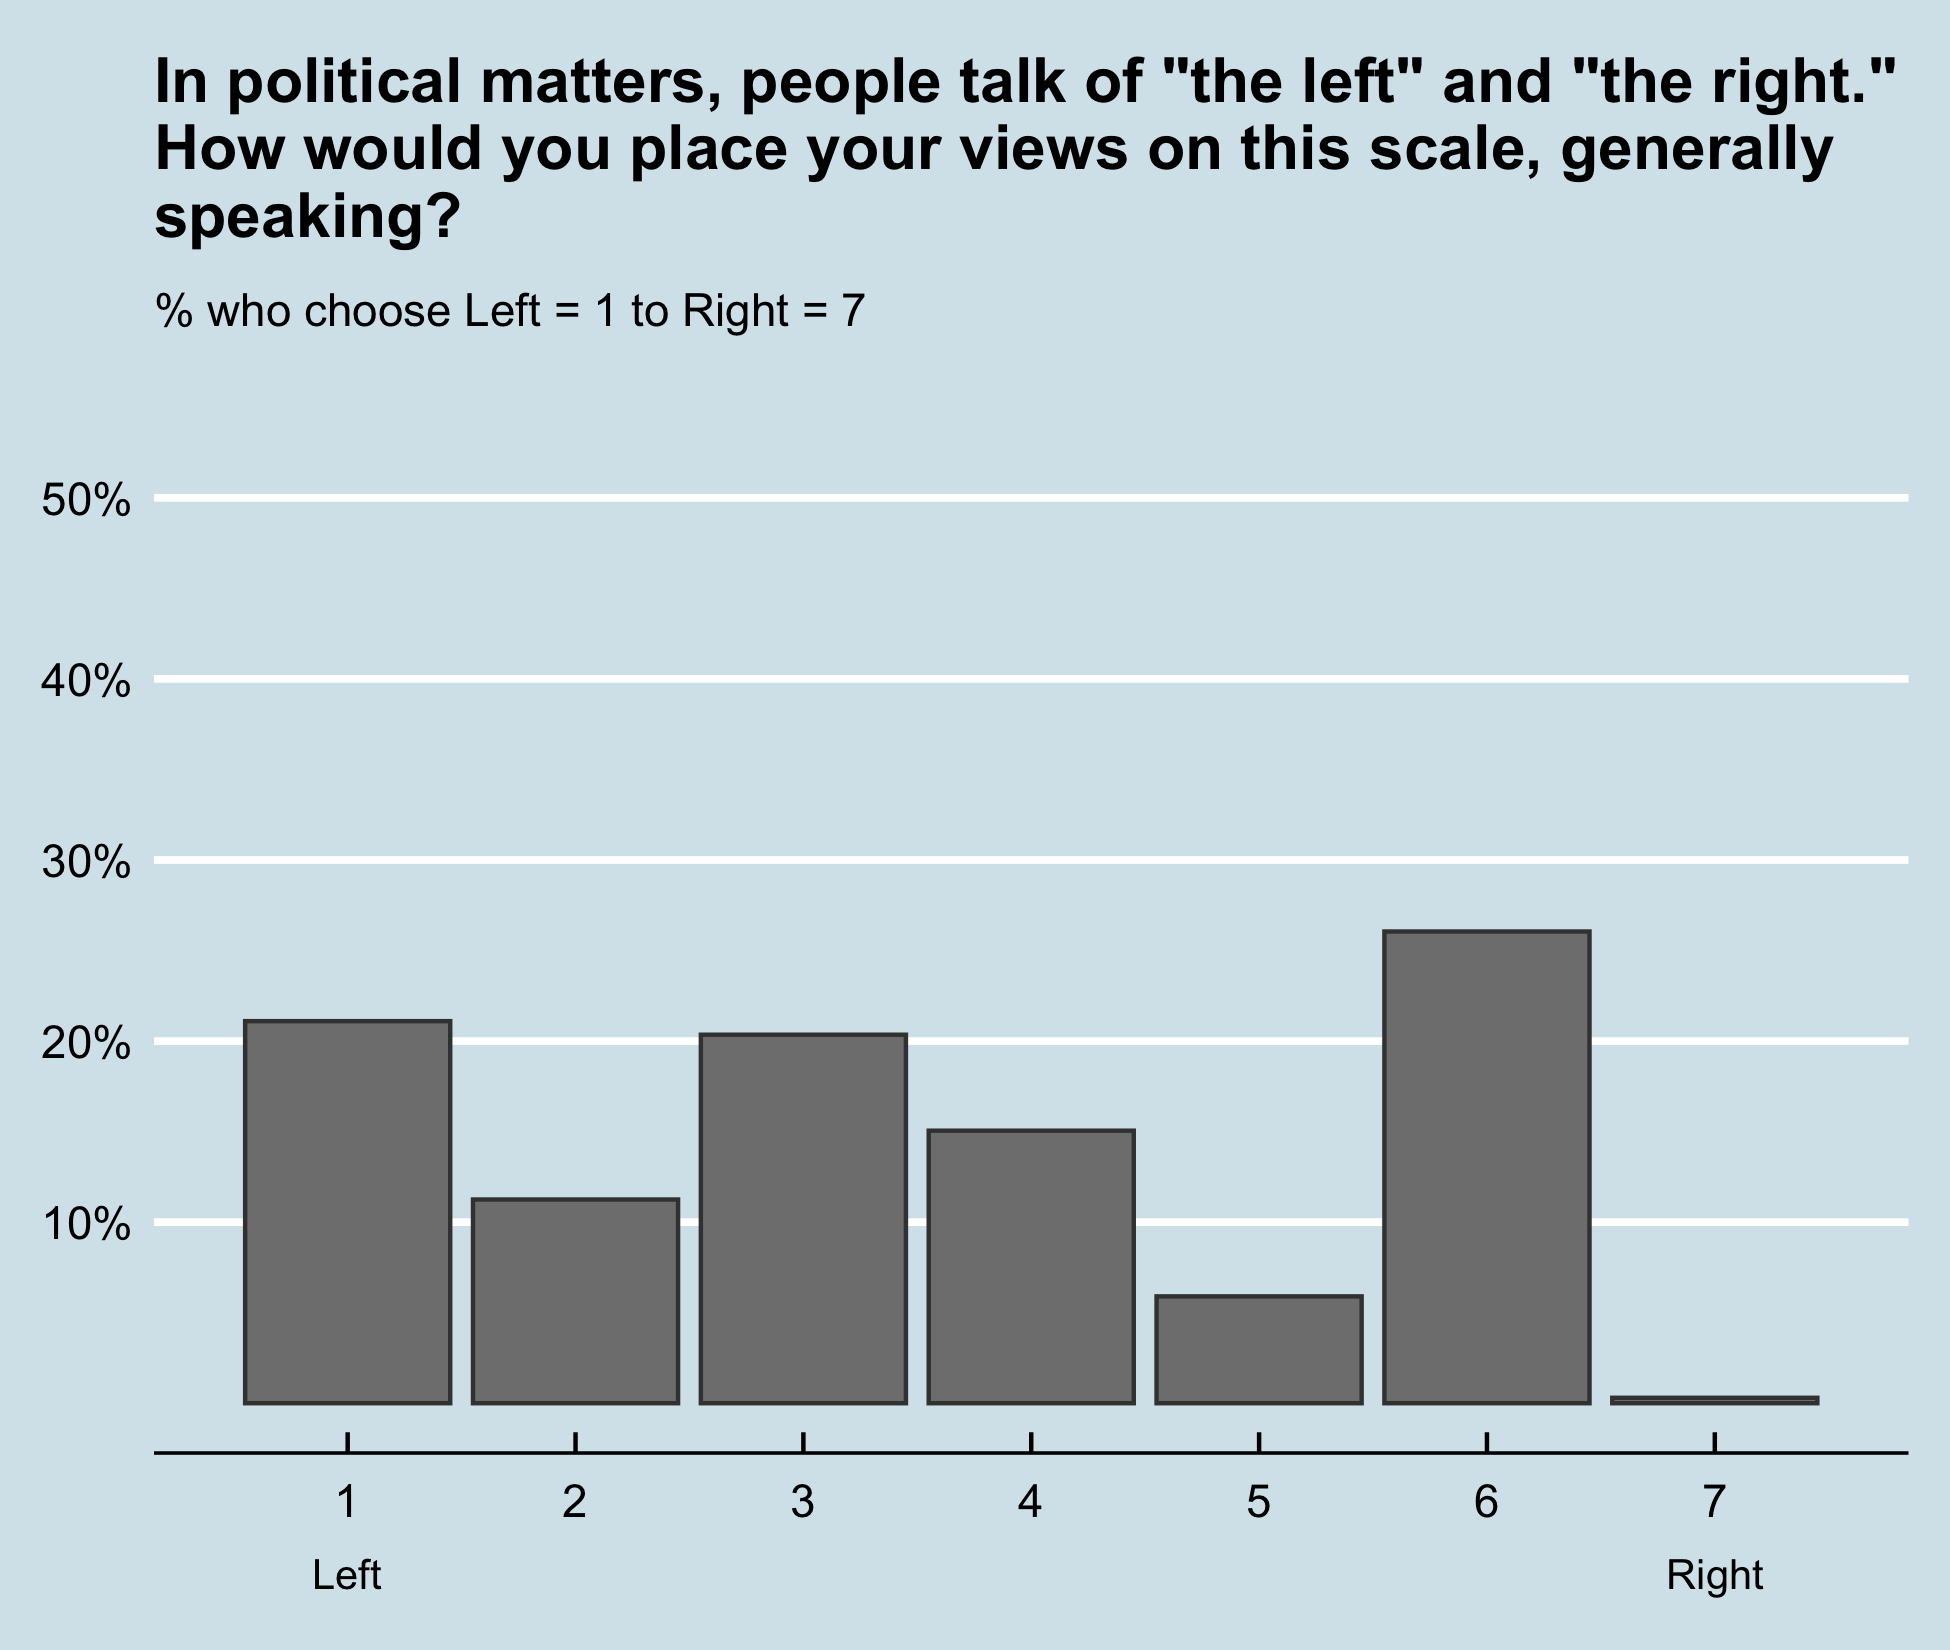 In political matters, people talk of "the left" and "the right."
How would you place your views on this scale, generally
speaking?
% who choose Left = 1 to Right = 7
50%
40%
30%
20%
10%
1 2 3 4 5 6 7
Left Right